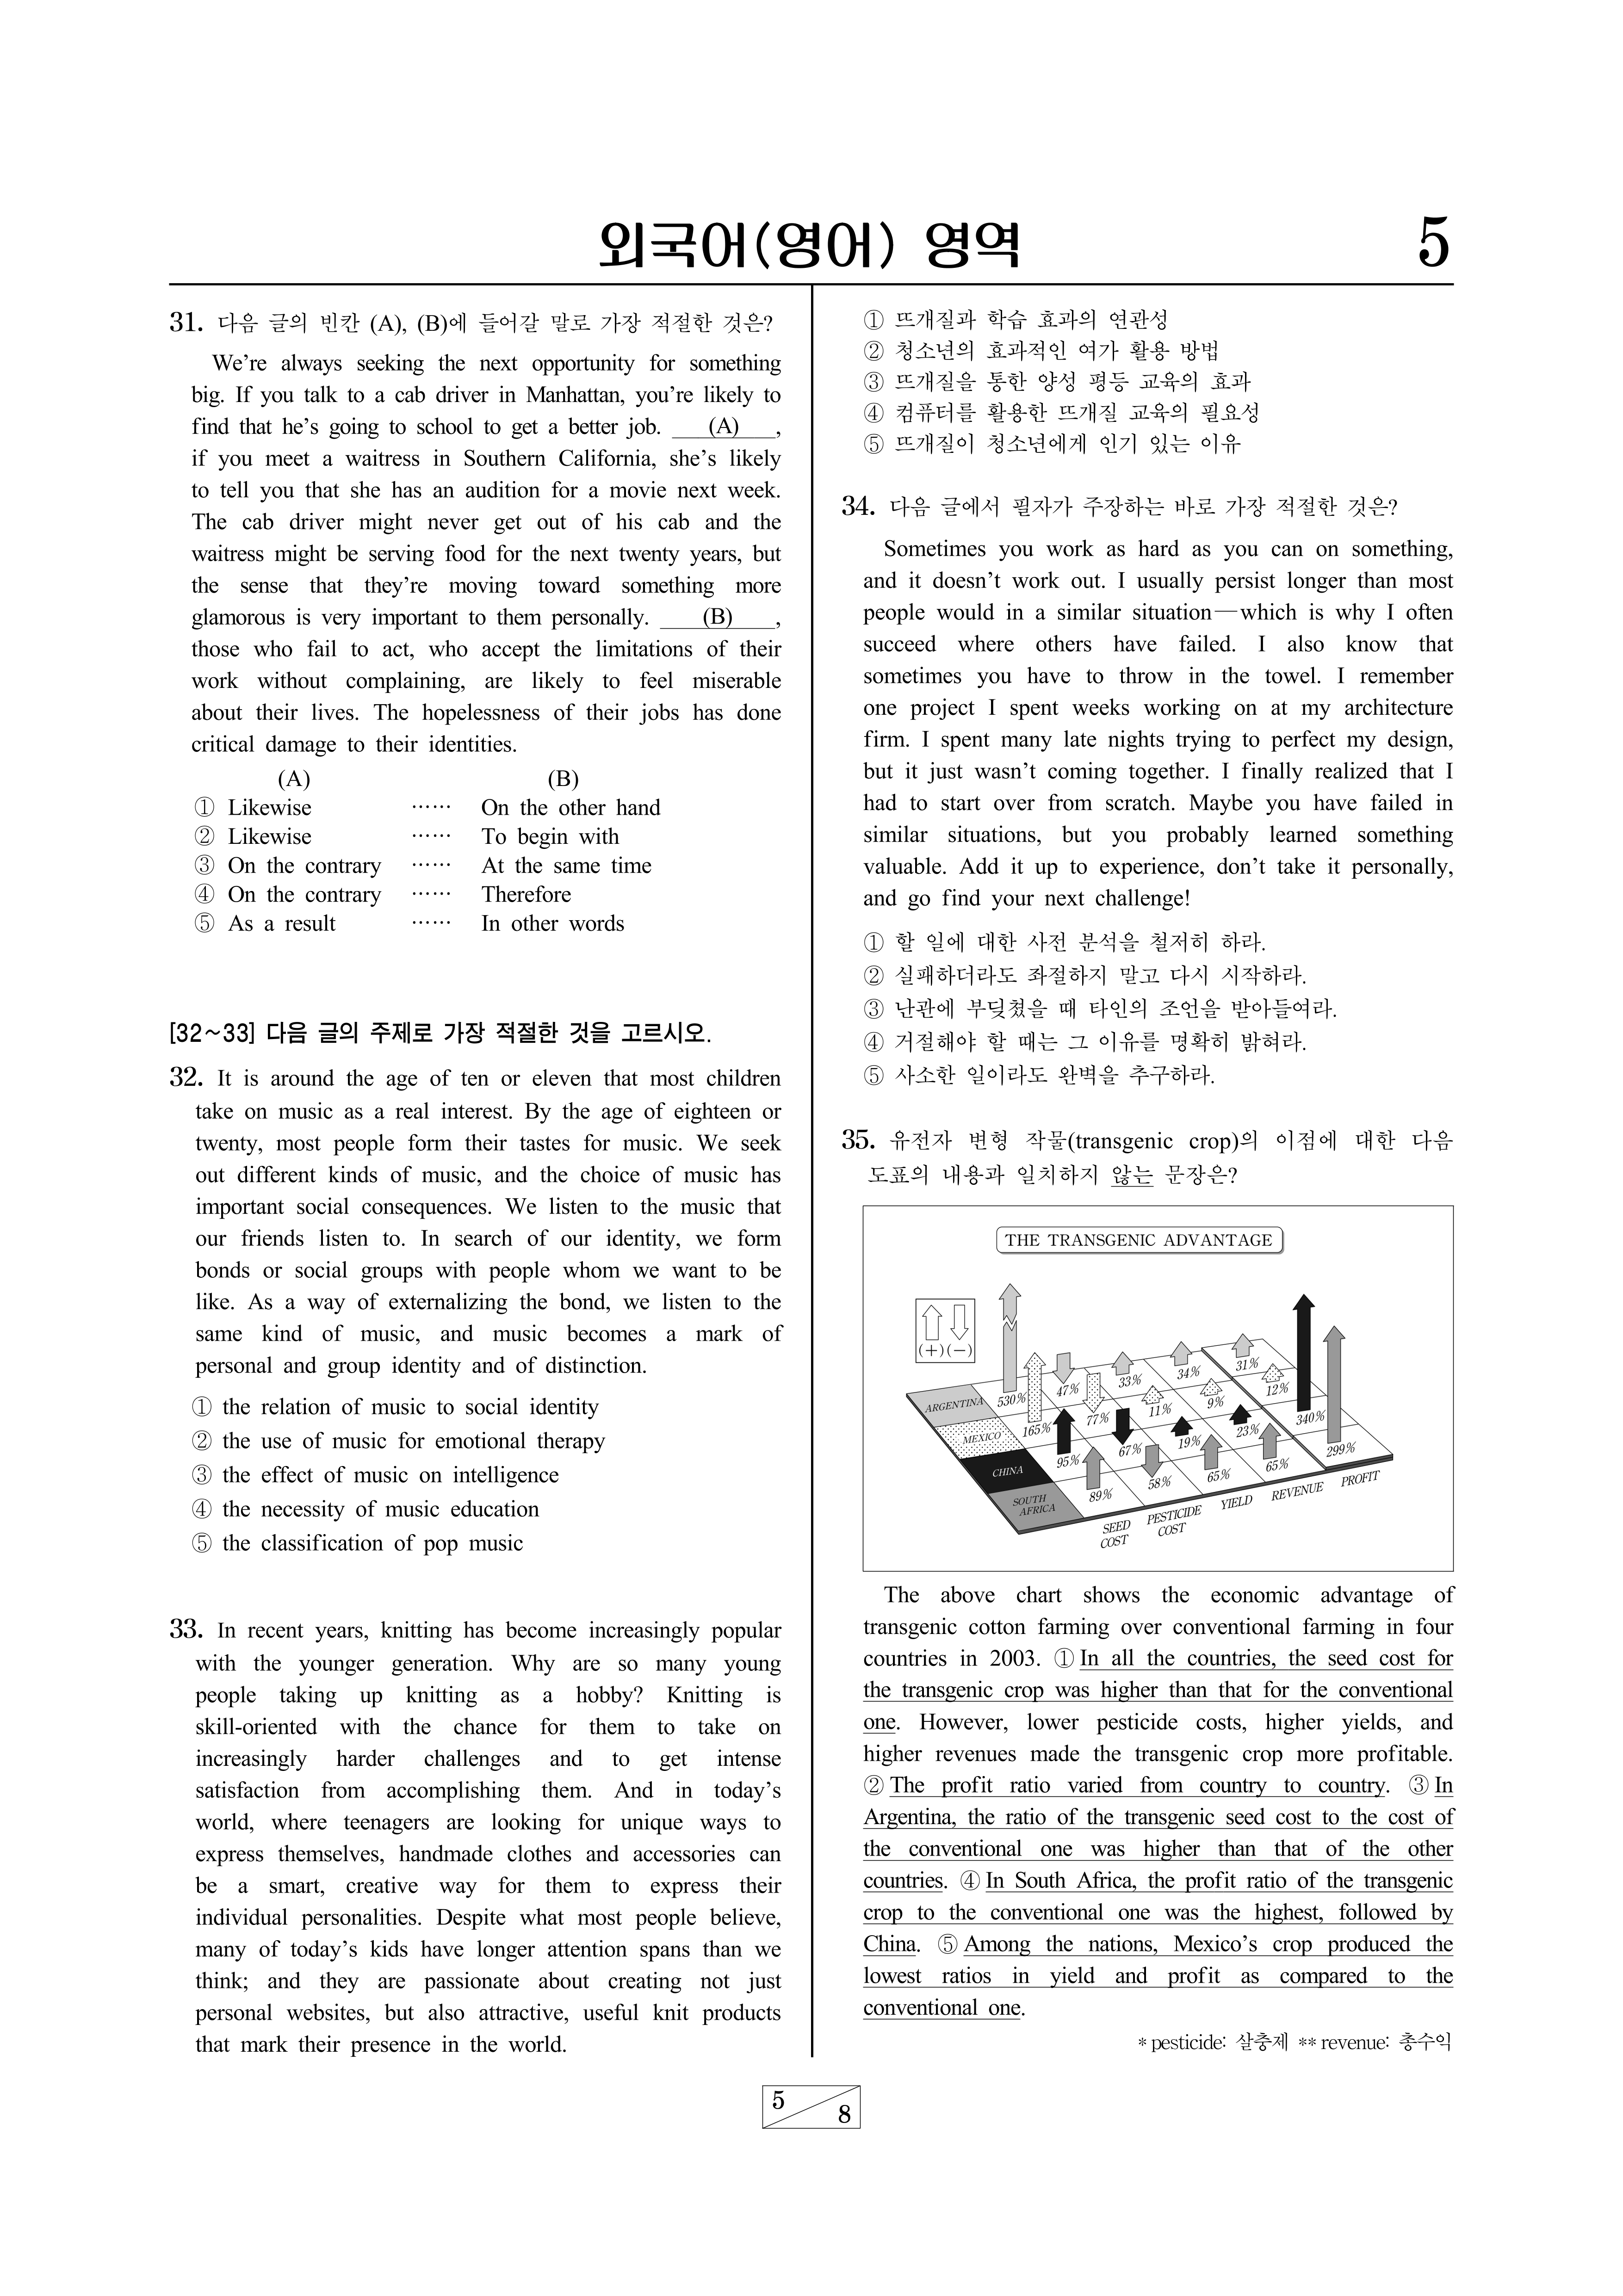 외국어(영어) 영역
5
31. 다음 글의 빈칸 (A), (B)에 들어갈 말로 가장 적절한 것은?
We're always seeking the next opportunity for something
big. If you talk to a cab driver in Manhattan, you're likely to
find that he's going to school to get a better job. (A) ,
if you meet a waitress in Southern California, she's likely
to tell you that she has an audition for a movie next week.
The cab driver might never get out of his cab and the
waitress might be serving food for the next twenty years, but
the sense that they're moving toward something more
glamorous is very important to them personally. (B) ,
those who fail to act, who accept the limitations of their
work without complaining, are likely to feel miserable
about their lives. The hopelessness of their jobs has done
critical damage to their identities.
(A) (B)
① Likewise …… On the other hand
② Likewise …… To begin with
③ On the contrary …… At the same time
④ On the contrary …… Therefore
⑤ As a result …… In other words
[32~33] 다음 글의 주제로 가장 적절한 것을 고르시오.
32. It is around the age of ten or eleven that most children
take on music as a real interest. By the age of eighteen or
twenty, most people form their tastes for music. We seek
out different kinds of music, and the choice of music has
important social consequences. We listen to the music that
our friends listen to. In search of our identity, we form
bonds or social groups with people whom we want to be
like. As a way of externalizing the bond, we listen to the
same kind of music, and music becomes a mark of
personal and group identity and of distinction.
① the relation of music to social identity
② the use of music for emotional therapy
③ the effect of music on intelligence
④ the necessity of music education
⑤ the classification of pop music
33. In recent years, knitting has become increasingly popular
with the younger generation. Why are so many young
people taking up knitting as a hobby? Knitting is
skill-oriented with the chance for them to take on
increasingly harder challenges and to get intense
satisfaction from accomplishing them. And in today's
world, where teenagers are looking for unique ways to
express themselves, handmade clothes and accessories can
be a smart, creative way for them to express their
individual personalities. Despite what most people believe,
many of today's kids have longer attention spans than we
think; and they are passionate about creating not just
personal websites, but also attractive, useful knit products
that mark their presence in the world.
① 뜨개질과 학습 효과의 연관성
② 청소년의 효과적인 여가 활용 방법
③ 뜨개질을 통한 양성 평등 교육의 효과
④ 컴퓨터를 활용한 뜨개질 교육의 필요성
⑤ 뜨개질이 청소년에게 인기 있는 이유
34. 다음 글에서 필자가 주장하는 바로 가장 적절한 것은?
Sometimes you work as hard as you can on something,
and it doesn't work out. I usually persist longer than most
people would in a similar situation—which is why I often
succeed where others have failed. I also know that
sometimes you have to throw in the towel. I remember
one project I spent weeks working on at my architecture
firm. I spent many late nights trying to perfect my design,
but it just wasn't coming together. I finally realized that I
had to start over from scratch. Maybe you have failed in
similar situations, but you probably learned something
valuable. Add it up to experience, don't take it personally,
and go find your next challenge!
① 할 일에 대한 사전 분석을 철저히 하라.
② 실패하더라도 좌절하지 말고 다시 시작하라.
③ 난관에 부딪쳤을 때 타인의 조언을 받아들여라.
④ 거절해야 할 때는 그 이유를 명확히 밝혀라.
⑤ 사소한 일이라도 완벽을 추구하라.
35. 유전자 변형 작물(transgenic crop)의 이점에 대한 다음
도표의 내용과 일치하지 않는 문장은?
THE TRANSGENIC ADVANTAGE
(+) (−)
ARGENTINA 530% 47% 33% 34% 31%
MEXICO 165% 77% 11% 9% 12%
CHINA 95% 67% 19% 23% 340%
SOUTH AFRICA 89% 58% 65% 65% 299%
SEED COST PESTICIDE COST YIELD REVENUE PROFIT
The above chart shows the economic advantage of
transgenic cotton farming over conventional farming in four
countries in 2003. ① In all the countries, the seed cost for
the transgenic crop was higher than that for the conventional
one. However, lower pesticide costs, higher yields, and
higher revenues made the transgenic crop more profitable.
② The profit ratio varied from country to country. ③ In
Argentina, the ratio of the transgenic seed cost to the cost of
the conventional one was higher than that of the other
countries. ④ In South Africa, the profit ratio of the transgenic
crop to the conventional one was the highest, followed by
China. ⑤ Among the nations, Mexico's crop produced the
lowest ratios in yield and profit as compared to the
conventional one.
* pesticide: 살충제 ** revenue: 총수익
5
8